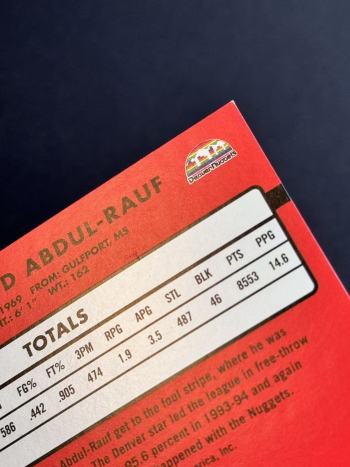 Denver Nuggets
D ABDUL-RAUF
1969 FROM: GULFPORT, MS
HT.: 6' 1" WT.: 162
TOTALS
FG% FT% 3PM RPG APG STL BLK PTS PPG
586 .442 .905 474 1.9 3.5 487 46 8553 14.6
Abdul-Rauf get to the foul stripe, where he was
The Denver star led the league in free-throw
95.6 percent in 1993-94 and again
happened with the Nuggets.
Inc.